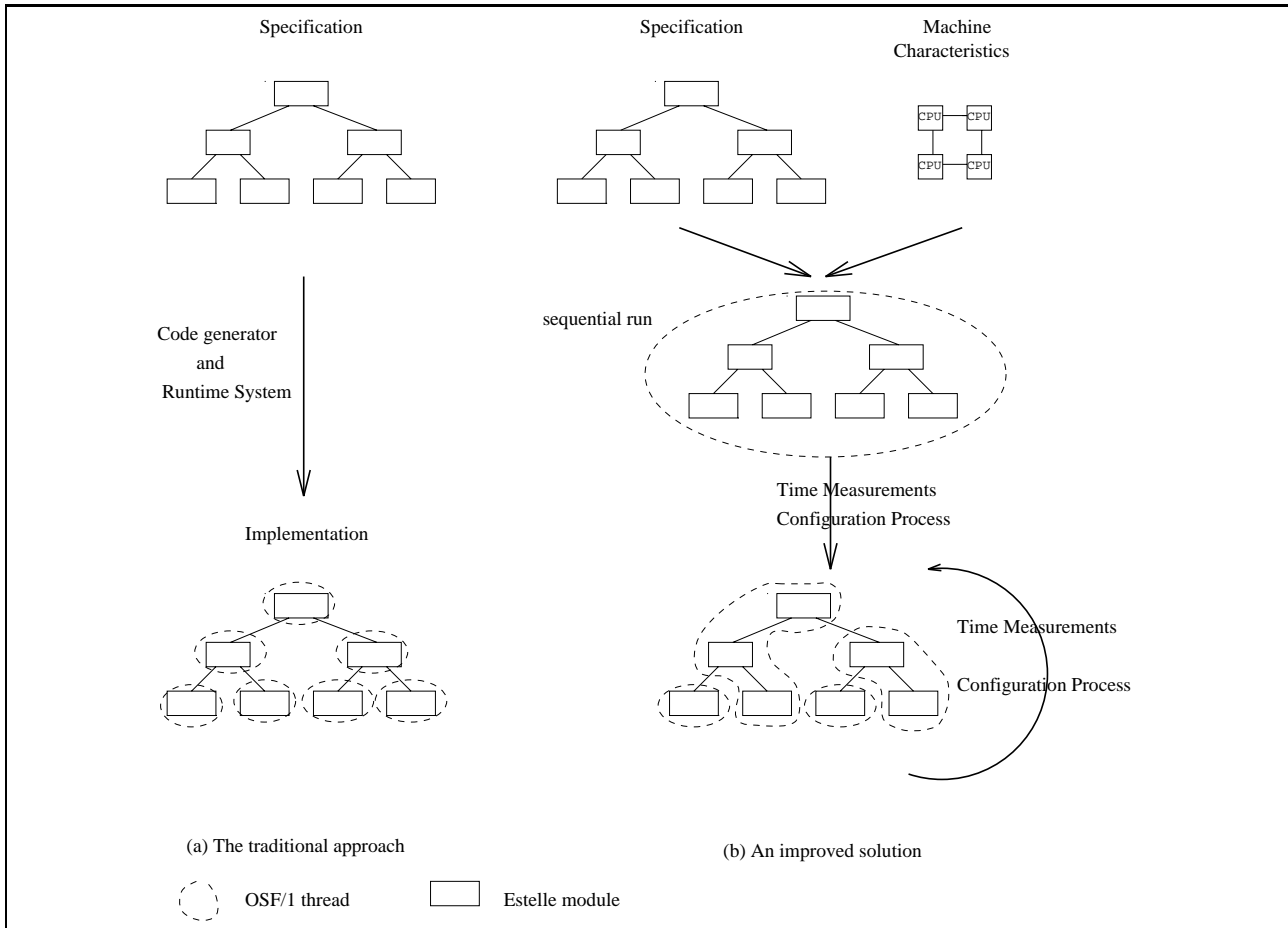 Specification
Specification
Machine
Characteristics
CPU
CPU
CPU
CPU
Code generator
and
Runtime System
sequential run
Time Measurements
Configuration Process
Implementation
Time Measurements
Configuration Process
(a) The traditional approach
(b) An improved solution
OSF/1 thread
Estelle module